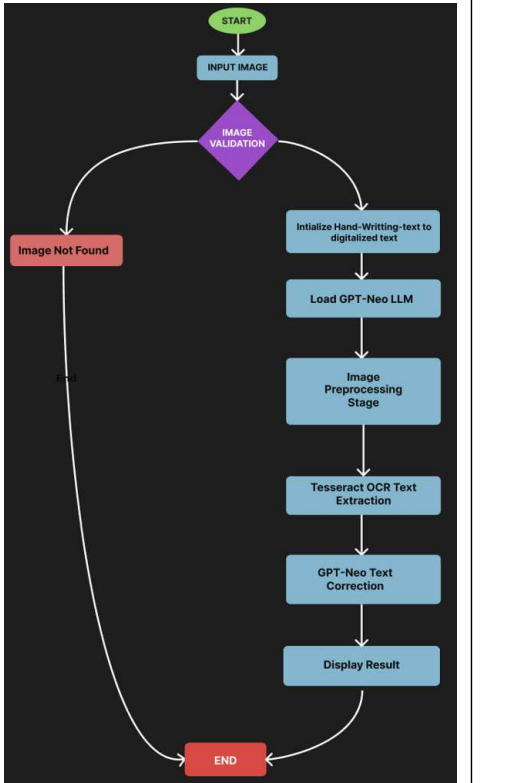 START
INPUT IMAGE
IMAGE
VALIDATION
Image Not Found
End
Intialize Hand-Writting-text to
digitalized text
Load GPT-Neo LLM
Image
Preprocessing
Stage
Tesseract OCR Text
Extraction
GPT-Neo Text
Correction
Display Result
END